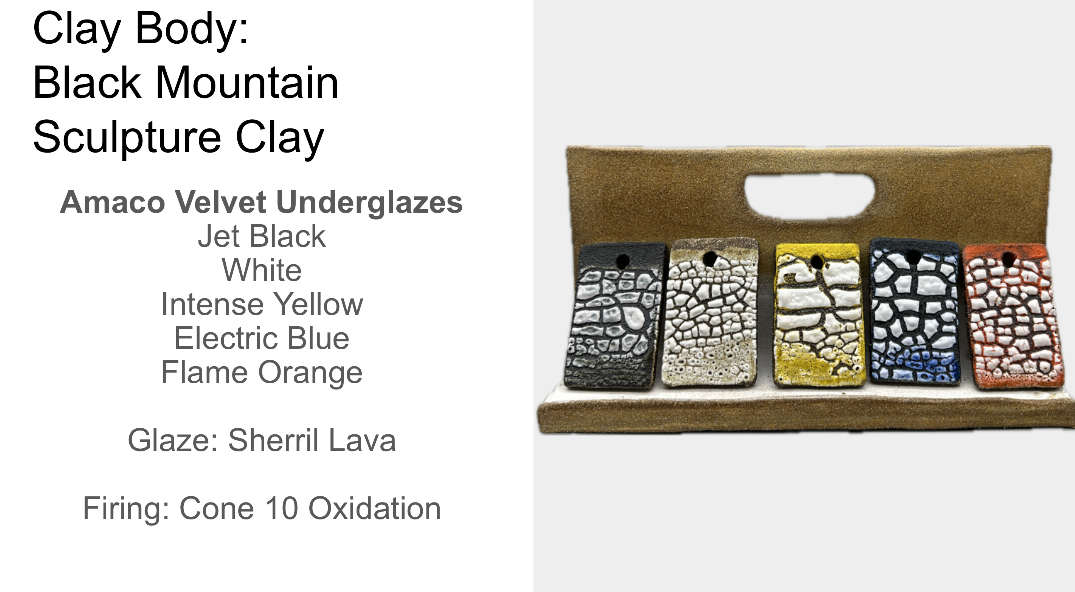 Clay Body:
Black Mountain
Sculpture Clay
Amaco Velvet Underglazes
Jet Black
White
Intense Yellow
Electric Blue
Flame Orange
Glaze: Sherril Lava
Firing: Cone 10 Oxidation